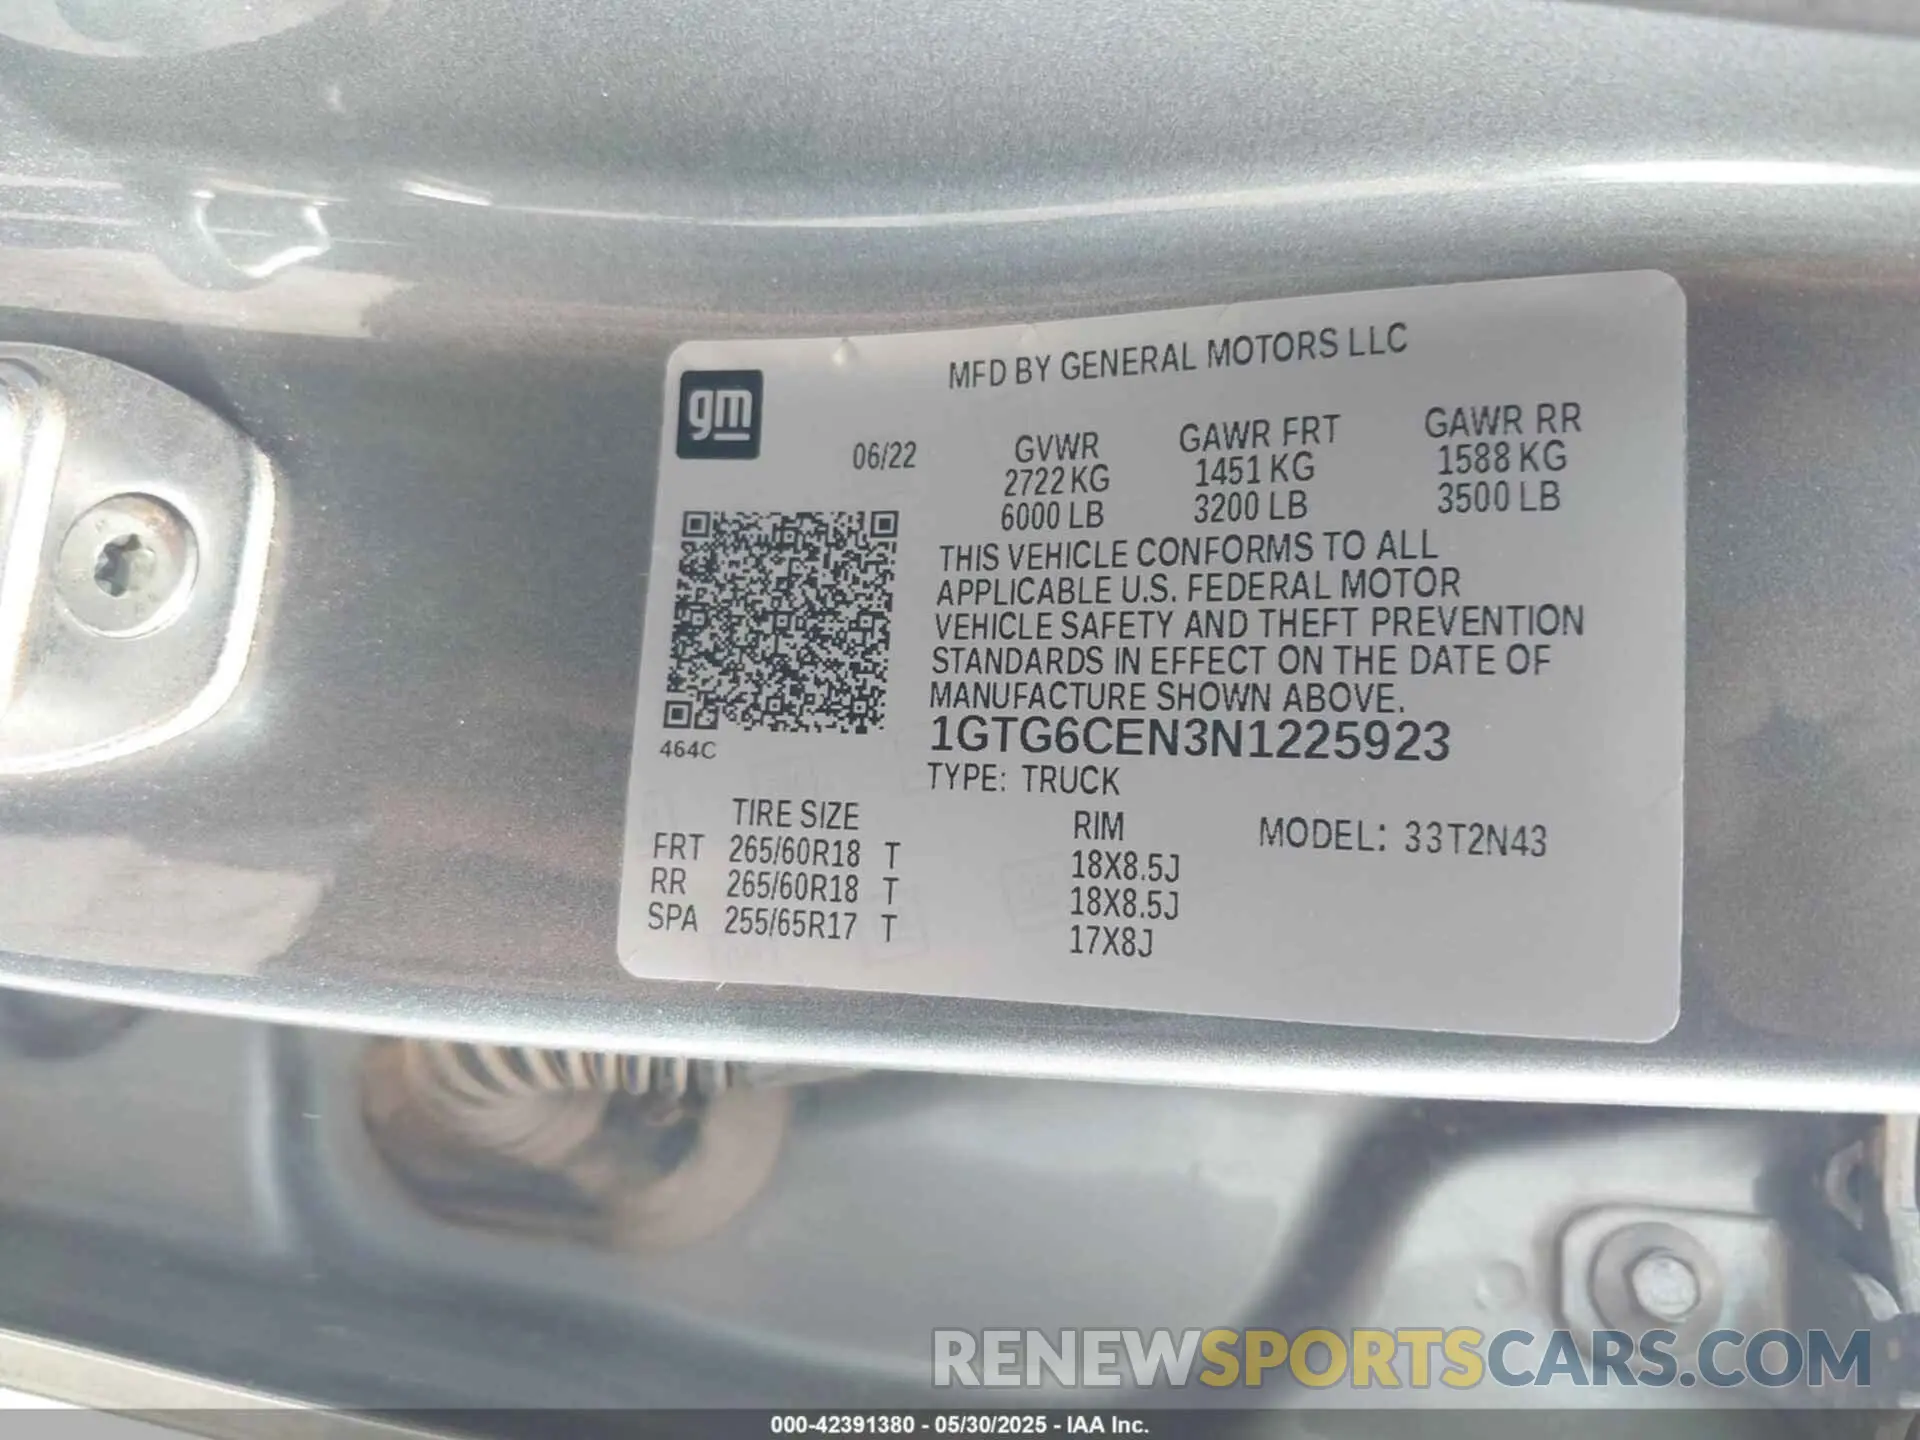 MFD BY GENERAL MOTORS LLC
gm
06/22
GVWR GAWR FRT GAWR RR
2722 KG 1451 KG 1588 KG
6000 LB 3200 LB 3500 LB
THIS VEHICLE CONFORMS TO ALL
APPLICABLE U.S. FEDERAL MOTOR
VEHICLE SAFETY AND THEFT PREVENTION
STANDARDS IN EFFECT ON THE DATE OF
MANUFACTURE SHOWN ABOVE.
1GTG6CEN3N1225923
464C
TYPE: TRUCK
TIRE SIZE RIM MODEL: 33T2N43
FRT 265/60R18 T 18X8.5J
RR 265/60R18 T 18X8.5J
SPA 255/65R17 T 17X8J
RENEWSPORTSCARS.COM
000-42391380 - 05/30/2025 - IAA Inc.